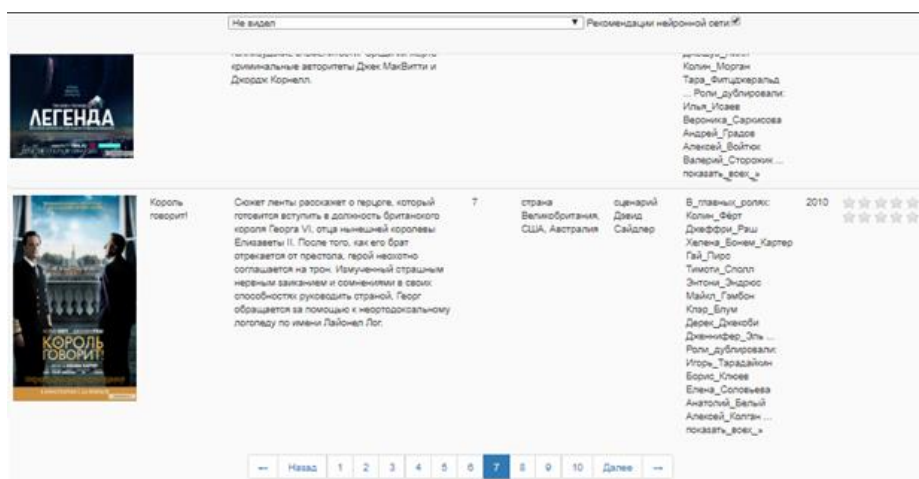 Не видел
Рекомендации нейронной сети
криминальные авторитеты Джек МакВитти и
Джордж Корнелл.
Колин_Морган
Тара_Фитцджеральд
... Роли_дублировали:
Илья_Исаев
Вероника_Саркисова
Андрей_Градов
Алексей_Войтюк
Валерий_Сторожик ...
показать_всех_»
ЛЕГЕНДА
Король
говорит!
Сюжет ленты расскажет о герцоге, который
готовится вступить в должность британского
короля Георга VI, отца нынешней королевы
Елизаветы II. После того, как его брат
отрекается от престола, герой неохотно
соглашается на трон. Измученный страшным
нервным заиканием и сомнениями в своих
способностях руководить страной, Георг
обращается за помощью к неортодоксальному
логопеду по имени Лайонел Лог.
7
страна
Великобритания,
США, Австралия
сценарий
Дэвид
Сайдлер
В_главных_ролях:
Колин_Фёрт
Джеффри_Раш
Хелена_Бонем_Картер
Гай_Пирс
Тимоти_Сполл
Энтони_Эндрюс
Майкл_Гэмбон
Клэр_Блум
Дерек_Джекоби
Дженнифер_Эль ...
Роли_дублировали:
Игорь_Тарадайкин
Борис_Клюев
Елена_Соловьева
Анатолий_Белый
Алексей_Колган ...
показать_всех_»
2010
КОРОЛЬ
ГОВОРИТ!
← Назад 1 2 3 4 5 6 7 8 9 10 Далее →